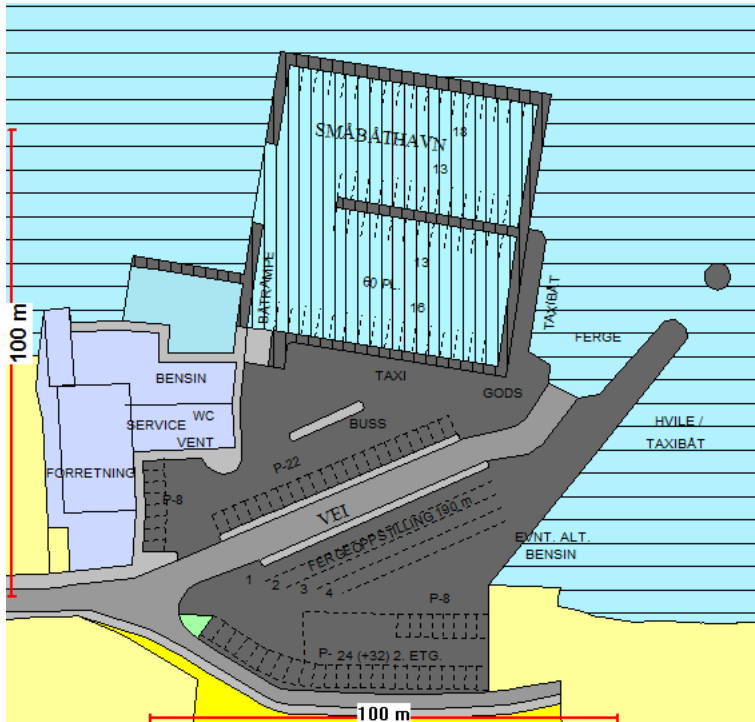 SMÅBÅTHAVN
18
13
13
60 PL.
16
BÅTRAMPE
TAXIBÅT
FERGE
100 m
TAXI
BENSIN
GODS
HVILE /
TAXIBÅT
SERVICE
WC
VENT
BUSS
FORRETNING
P-22
P-8
VEI
FERGEOPPSTILLING 190 m
EVNT. ALT.
BENSIN
1
2
3
4
P-8
P- 24 (+32) 2. ETG.
100 m